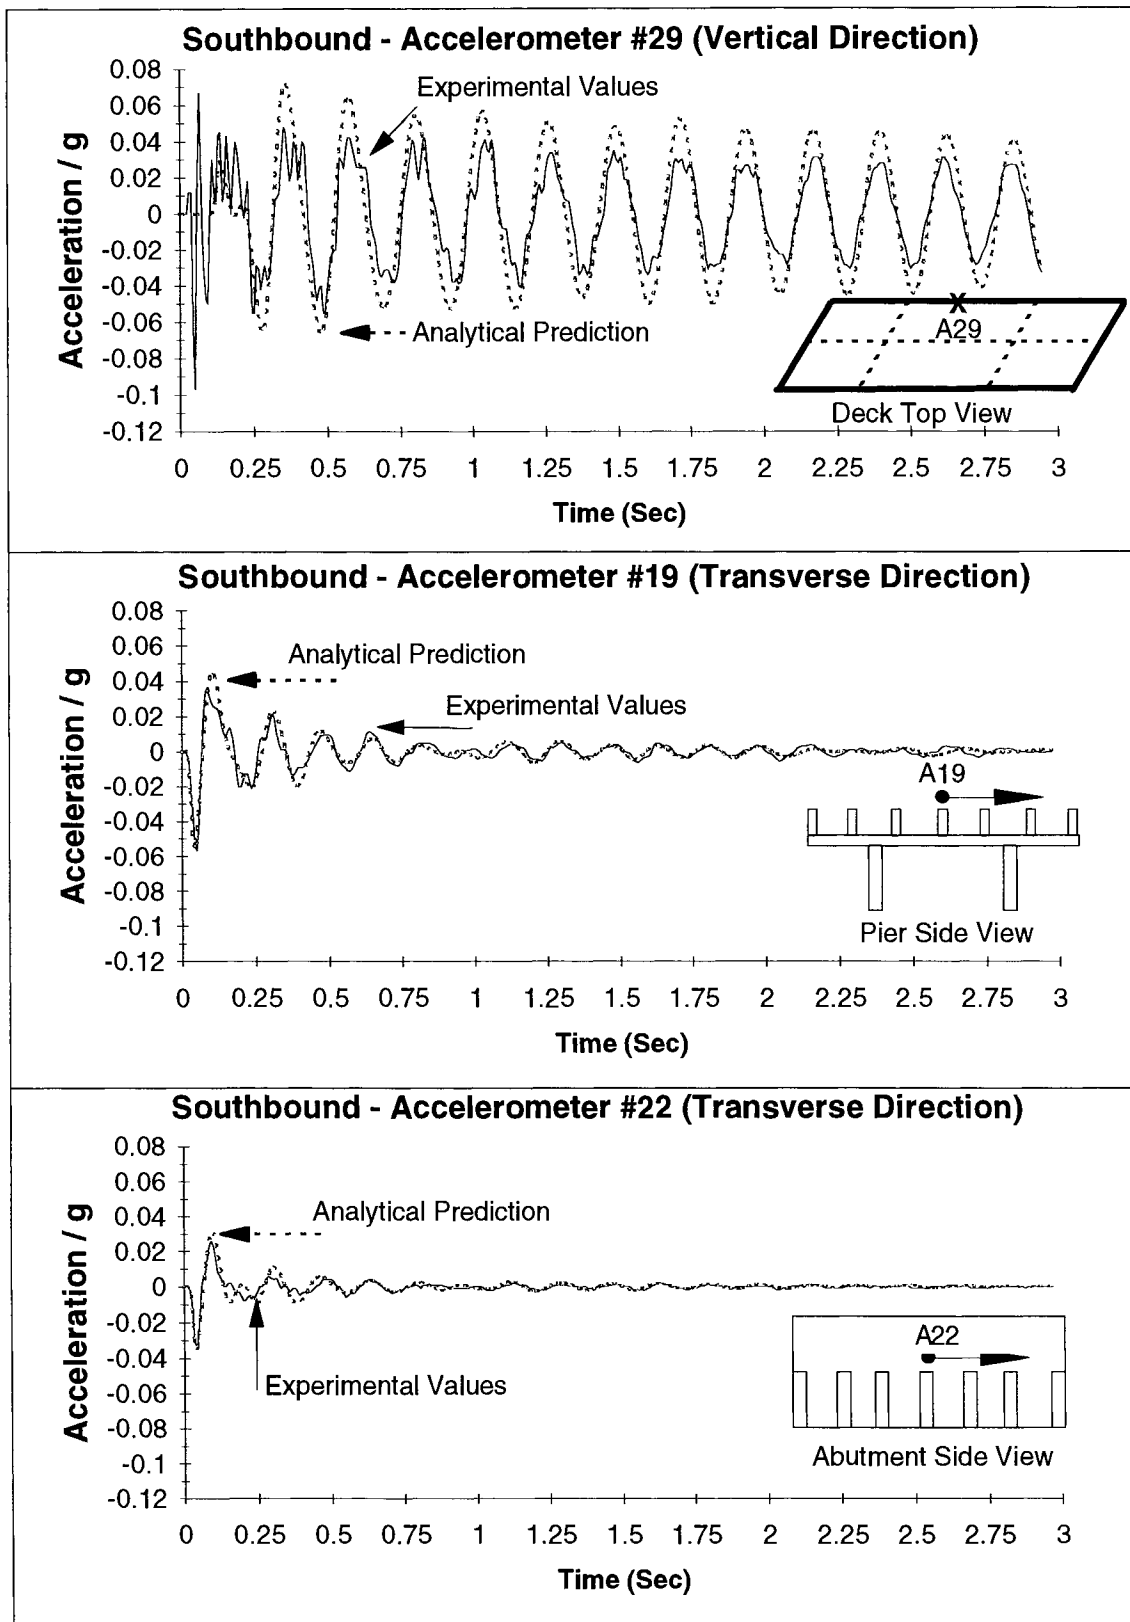 Southbound - Accelerometer #29 (Vertical Direction)
Acceleration / g
0.08
0.06
0.04
0.02
0
-0.02
-0.04
-0.06
-0.08
-0.1
-0.12
Experimental Values
Analytical Prediction
X
A29
Deck Top View
0 0.25 0.5 0.75 1 1.25 1.5 1.75 2 2.25 2.5 2.75 3
Time (Sec)
Southbound - Accelerometer #19 (Transverse Direction)
Acceleration / g
0.08
0.06
0.04
0.02
0
-0.02
-0.04
-0.06
-0.08
-0.1
-0.12
Analytical Prediction
Experimental Values
A19
Pier Side View
0 0.25 0.5 0.75 1 1.25 1.5 1.75 2 2.25 2.5 2.75 3
Time (Sec)
Southbound - Accelerometer #22 (Transverse Direction)
Acceleration / g
0.08
0.06
0.04
0.02
0
-0.02
-0.04
-0.06
-0.08
-0.1
-0.12
Analytical Prediction
Experimental Values
A22
Abutment Side View
0 0.25 0.5 0.75 1 1.25 1.5 1.75 2 2.25 2.5 2.75 3
Time (Sec)